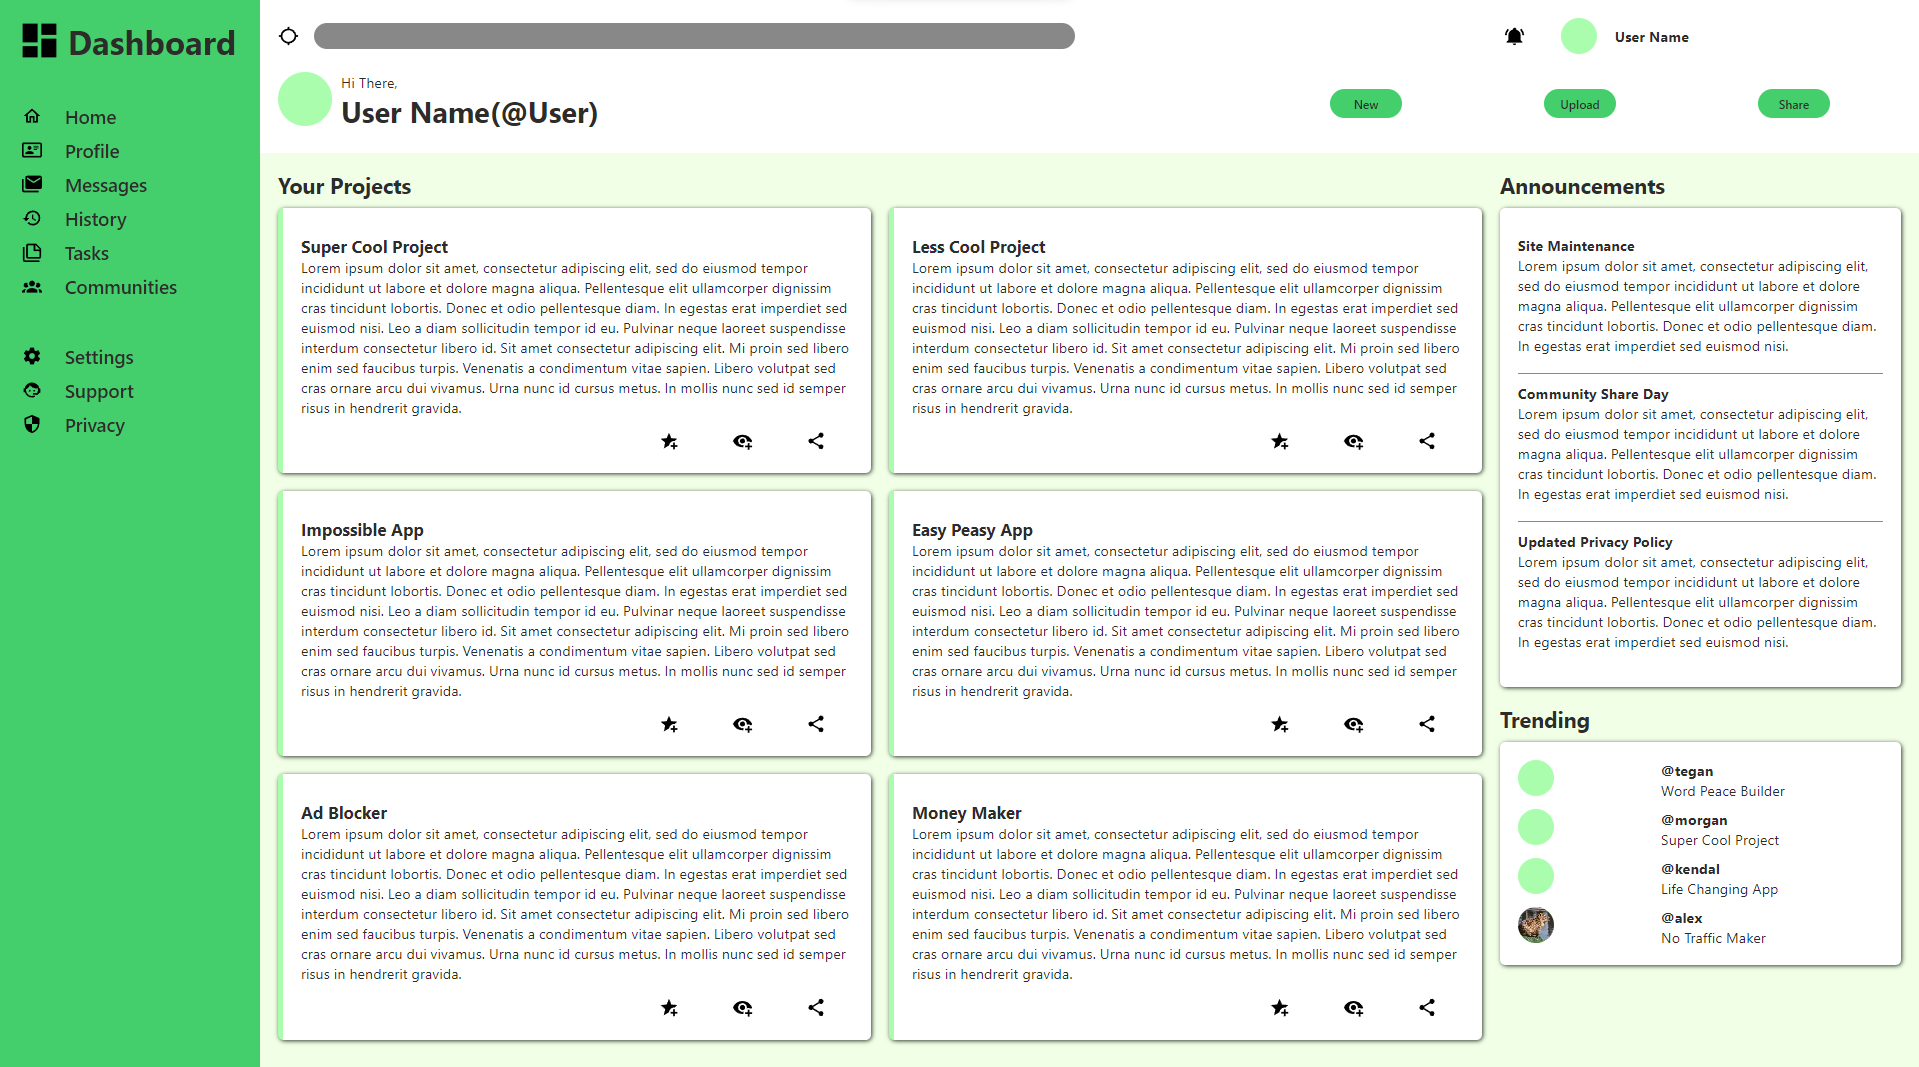 Dashboard
Home
Profile
Messages
History
Tasks
Communities
Settings
Support
Privacy
User Name
Hi There,
User Name(@User)
New
Upload
Share
Your Projects
Super Cool Project
Lorem ipsum dolor sit amet, consectetur adipiscing elit, sed do eiusmod tempor
incididunt ut labore et dolore magna aliqua. Pellentesque elit ullamcorper dignissim
cras tincidunt lobortis. Donec et odio pellentesque diam. In egestas erat imperdiet sed
euismod nisi. Leo a diam sollicitudin tempor id eu. Pulvinar neque laoreet suspendisse
interdum consectetur libero id. Sit amet consectetur adipiscing elit. Mi proin sed libero
enim sed faucibus turpis. Venenatis a condimentum vitae sapien. Libero volutpat sed
cras ornare arcu dui vivamus. Urna nunc id cursus metus. In mollis nunc sed id semper
risus in hendrerit gravida.
Less Cool Project
Lorem ipsum dolor sit amet, consectetur adipiscing elit, sed do eiusmod tempor
incididunt ut labore et dolore magna aliqua. Pellentesque elit ullamcorper dignissim
cras tincidunt lobortis. Donec et odio pellentesque diam. In egestas erat imperdiet sed
euismod nisi. Leo a diam sollicitudin tempor id eu. Pulvinar neque laoreet suspendisse
interdum consectetur libero id. Sit amet consectetur adipiscing elit. Mi proin sed libero
enim sed faucibus turpis. Venenatis a condimentum vitae sapien. Libero volutpat sed
cras ornare arcu dui vivamus. Urna nunc id cursus metus. In mollis nunc sed id semper
risus in hendrerit gravida.
Impossible App
Lorem ipsum dolor sit amet, consectetur adipiscing elit, sed do eiusmod tempor
incididunt ut labore et dolore magna aliqua. Pellentesque elit ullamcorper dignissim
cras tincidunt lobortis. Donec et odio pellentesque diam. In egestas erat imperdiet sed
euismod nisi. Leo a diam sollicitudin tempor id eu. Pulvinar neque laoreet suspendisse
interdum consectetur libero id. Sit amet consectetur adipiscing elit. Mi proin sed libero
enim sed faucibus turpis. Venenatis a condimentum vitae sapien. Libero volutpat sed
cras ornare arcu dui vivamus. Urna nunc id cursus metus. In mollis nunc sed id semper
risus in hendrerit gravida.
Easy Peasy App
Lorem ipsum dolor sit amet, consectetur adipiscing elit, sed do eiusmod tempor
incididunt ut labore et dolore magna aliqua. Pellentesque elit ullamcorper dignissim
cras tincidunt lobortis. Donec et odio pellentesque diam. In egestas erat imperdiet sed
euismod nisi. Leo a diam sollicitudin tempor id eu. Pulvinar neque laoreet suspendisse
interdum consectetur libero id. Sit amet consectetur adipiscing elit. Mi proin sed libero
enim sed faucibus turpis. Venenatis a condimentum vitae sapien. Libero volutpat sed
cras ornare arcu dui vivamus. Urna nunc id cursus metus. In mollis nunc sed id semper
risus in hendrerit gravida.
Ad Blocker
Lorem ipsum dolor sit amet, consectetur adipiscing elit, sed do eiusmod tempor
incididunt ut labore et dolore magna aliqua. Pellentesque elit ullamcorper dignissim
cras tincidunt lobortis. Donec et odio pellentesque diam. In egestas erat imperdiet sed
euismod nisi. Leo a diam sollicitudin tempor id eu. Pulvinar neque laoreet suspendisse
interdum consectetur libero id. Sit amet consectetur adipiscing elit. Mi proin sed libero
enim sed faucibus turpis. Venenatis a condimentum vitae sapien. Libero volutpat sed
cras ornare arcu dui vivamus. Urna nunc id cursus metus. In mollis nunc sed id semper
risus in hendrerit gravida.
Money Maker
Lorem ipsum dolor sit amet, consectetur adipiscing elit, sed do eiusmod tempor
incididunt ut labore et dolore magna aliqua. Pellentesque elit ullamcorper dignissim
cras tincidunt lobortis. Donec et odio pellentesque diam. In egestas erat imperdiet sed
euismod nisi. Leo a diam sollicitudin tempor id eu. Pulvinar neque laoreet suspendisse
interdum consectetur libero id. Sit amet consectetur adipiscing elit. Mi proin sed libero
enim sed faucibus turpis. Venenatis a condimentum vitae sapien. Libero volutpat sed
cras ornare arcu dui vivamus. Urna nunc id cursus metus. In mollis nunc sed id semper
risus in hendrerit gravida.
Announcements
Site Maintenance
Lorem ipsum dolor sit amet, consectetur adipiscing elit,
sed do eiusmod tempor incididunt ut labore et dolore
magna aliqua. Pellentesque elit ullamcorper dignissim
cras tincidunt lobortis. Donec et odio pellentesque diam.
In egestas erat imperdiet sed euismod nisi.
Community Share Day
Lorem ipsum dolor sit amet, consectetur adipiscing elit,
sed do eiusmod tempor incididunt ut labore et dolore
magna aliqua. Pellentesque elit ullamcorper dignissim
cras tincidunt lobortis. Donec et odio pellentesque diam.
In egestas erat imperdiet sed euismod nisi.
Updated Privacy Policy
Lorem ipsum dolor sit amet, consectetur adipiscing elit,
sed do eiusmod tempor incididunt ut labore et dolore
magna aliqua. Pellentesque elit ullamcorper dignissim
cras tincidunt lobortis. Donec et odio pellentesque diam.
In egestas erat imperdiet sed euismod nisi.
Trending
@tegan
Word Peace Builder
@morgan
Super Cool Project
@kendal
Life Changing App
@alex
No Traffic Maker